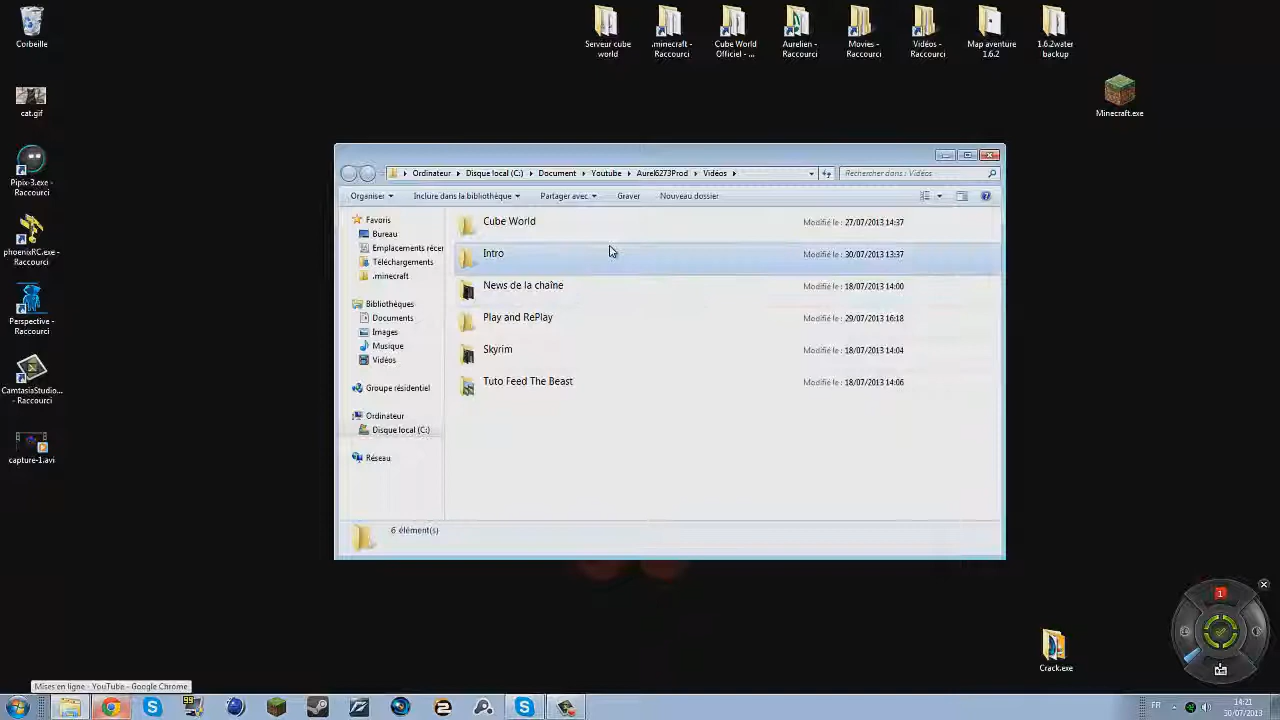 Corbeille
Serveur cube
world
.minecraft -
Raccourci
Cube World
Officiel - ...
Aurelien -
Raccourci
Movies -
Raccourci
Vidéos -
Raccourci
Map aventure
1.6.2
1.6.2water
backup
cat.gif
Minecraft.exe
Pipix-3.exe -
Raccourci
phoenixRC.exe -
Raccourci
Perspective -
Raccourci
CamtasiaStudio...
- Raccourci
capture-1.avi
Ordinateur
Disque local (C:)
Document
Youtube
Aurel6273Prod
Vidéos
Rechercher dans : Vidéos
Organiser
Inclure dans la bibliothèque
Partager avec
Graver
Nouveau dossier
Favoris
Bureau
Emplacements récer
Téléchargements
.minecraft
Bibliothèques
Documents
Images
Musique
Vidéos
Groupe résidentiel
Ordinateur
Disque local (C:)
Réseau
Cube World Modifié le : 27/07/2013 14:37
Intro Modifié le : 30/07/2013 13:37
News de la chaîne Modifié le : 18/07/2013 14:00
Play and RePlay Modifié le : 29/07/2013 16:18
Skyrim Modifié le : 18/07/2013 14:04
Tuto Feed The Beast Modifié le : 18/07/2013 14:06
6 élément(s)
1
Crack.exe
Mises en ligne - YouTube - Google Chrome
99
FR
14:21
30/07/2013